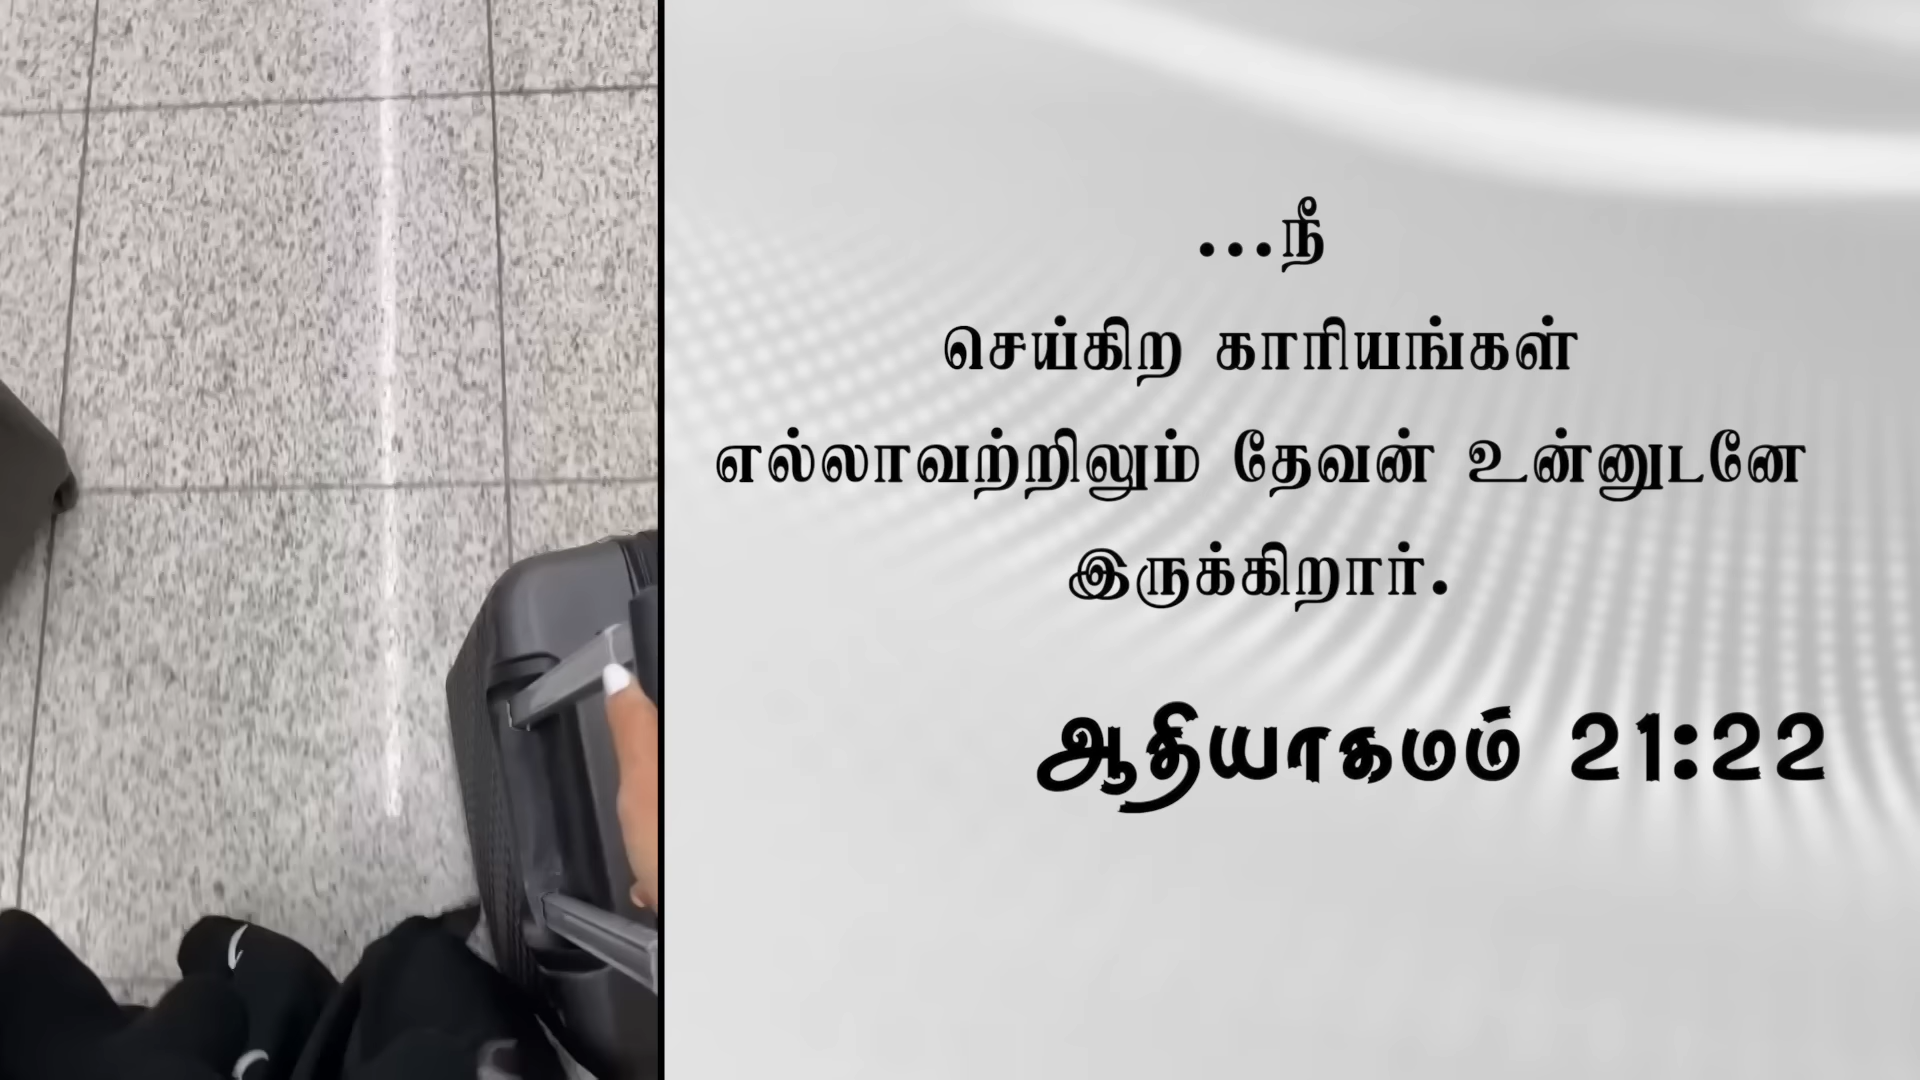 ...நீ
செய்கிற காரியங்கள்
எல்லாவற்றிலும் தேவன் உன்னுடனே
இருக்கிறார்.
ஆதியாகமம் 21:22